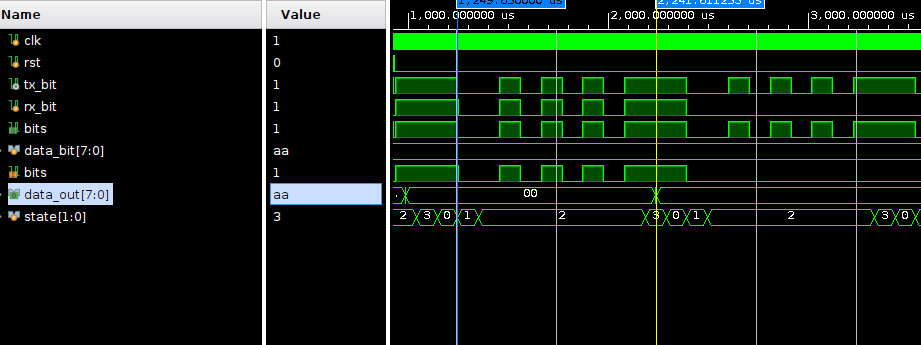 1,249.830000 us 2,241.611255 us
Name Value 1,000.000000 us 2,000.000000 us 3,000.000000 us
clk 1
rst 0
tx_bit 1
rx_bit 1
bits 1
data_bit[7:0] aa
bits 1
data_out[7:0] aa 00
state[1:0] 3 2 3 0 1 2 3 0 1 2 3 0